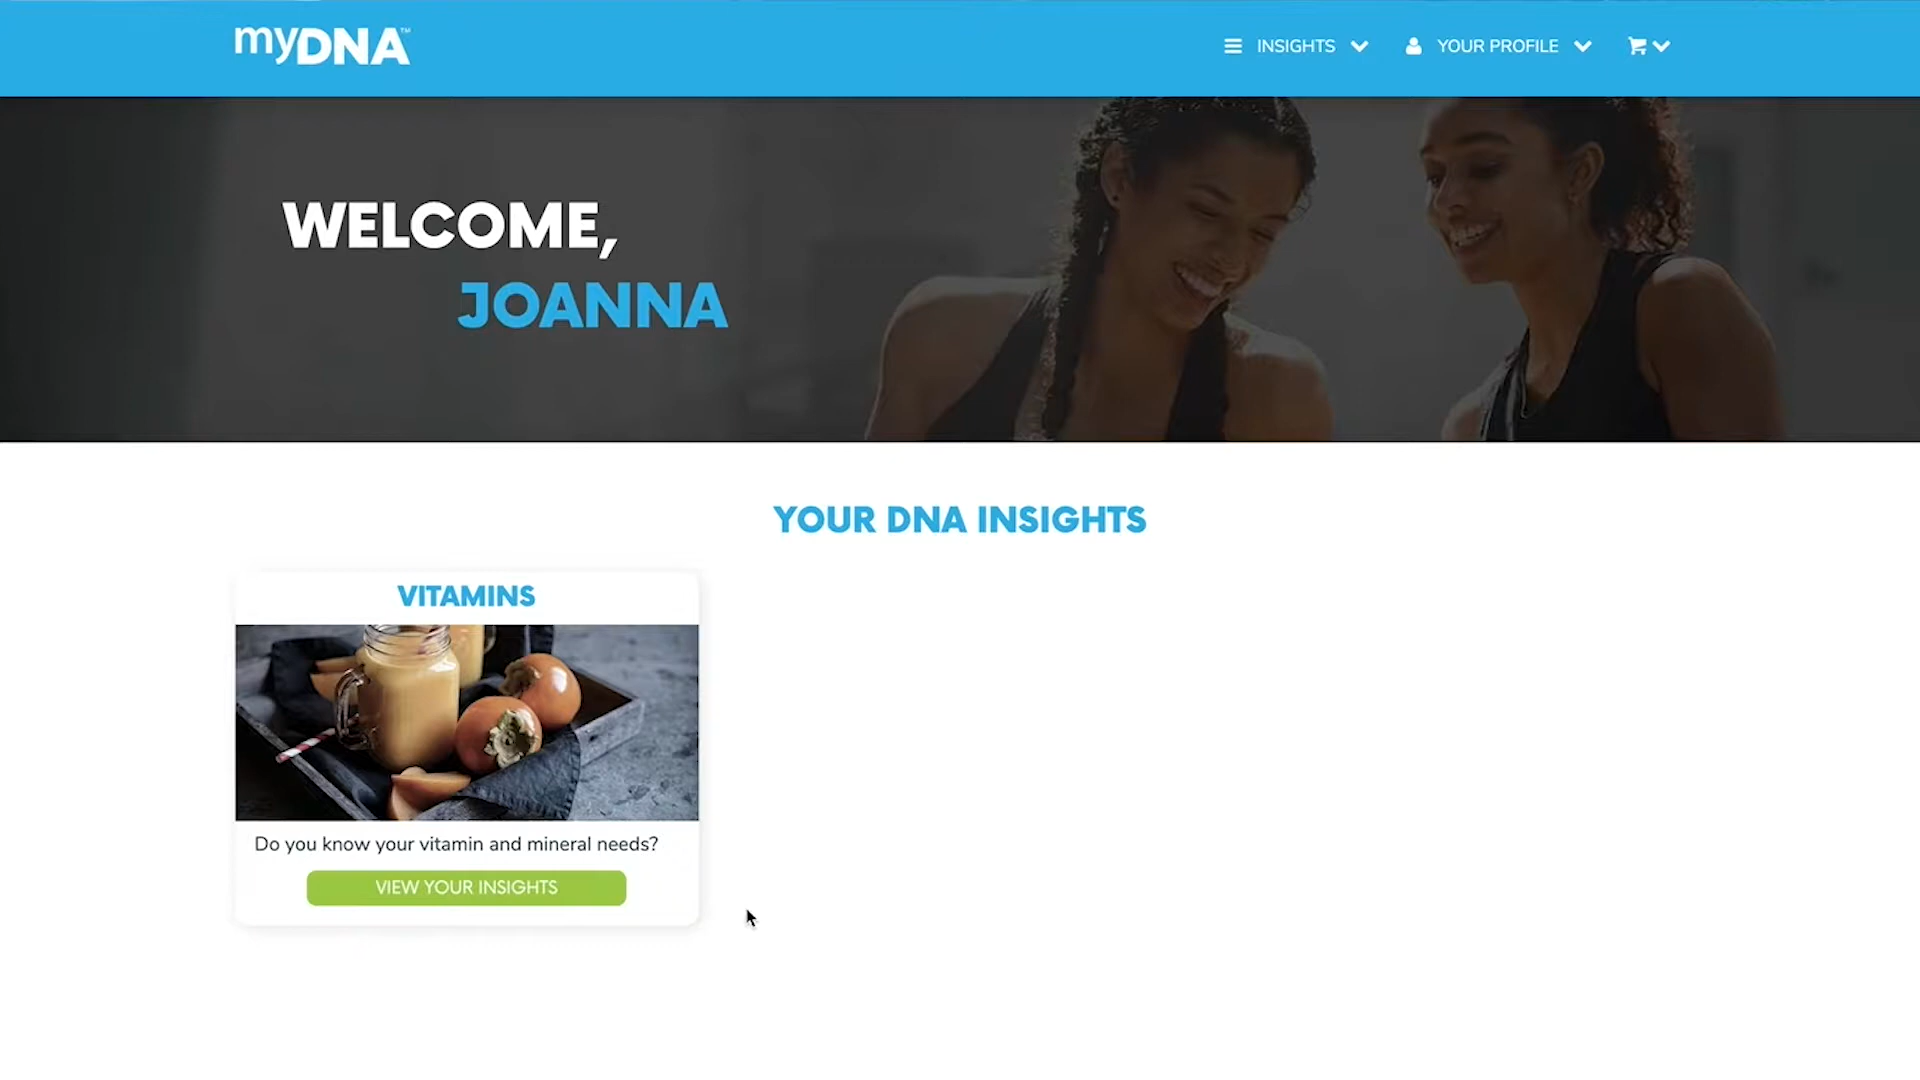 myDNA™
INSIGHTS
YOUR PROFILE
WELCOME,
JOANNA
YOUR DNA INSIGHTS
VITAMINS
Do you know your vitamin and mineral needs?
VIEW YOUR INSIGHTS